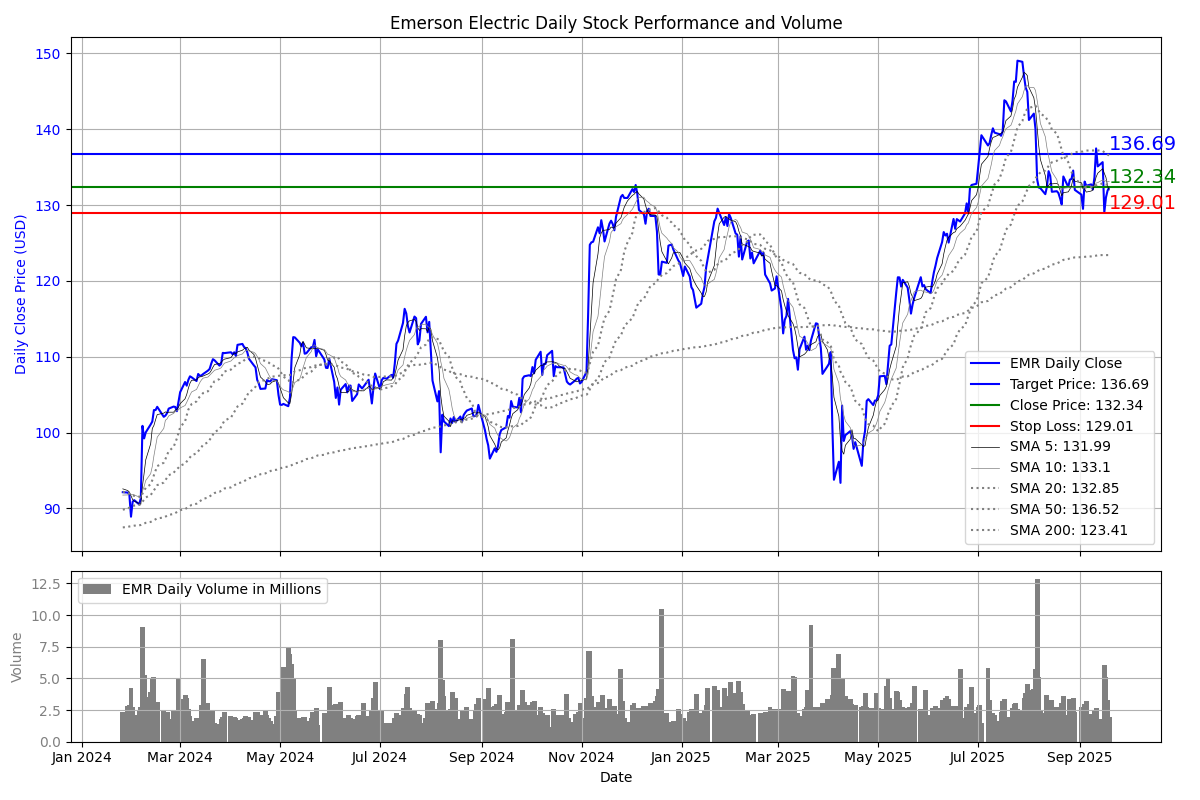 Emerson Electric Daily Stock Performance and Volume
Daily Close Price (USD)
150
140
130
120
110
100
90
136.69
132.34
129.01
EMR Daily Close
Target Price: 136.69
Close Price: 132.34
Stop Loss: 129.01
SMA 5: 131.99
SMA 10: 133.1
SMA 20: 132.85
SMA 50: 136.52
SMA 200: 123.41
Volume
12.5
10.0
7.5
5.0
2.5
0.0
EMR Daily Volume in Millions
Jan 2024 Mar 2024 May 2024 Jul 2024 Sep 2024 Nov 2024 Jan 2025 Mar 2025 May 2025 Jul 2025 Sep 2025
Date